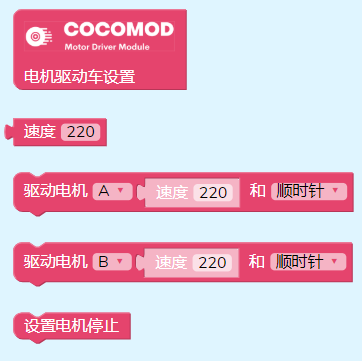 COCOMOD
Motor Driver Module
电机驱动车设置
速度 220
驱动电机 A 速度 220 和 顺时针
驱动电机 B 速度 220 和 顺时针
设置电机停止